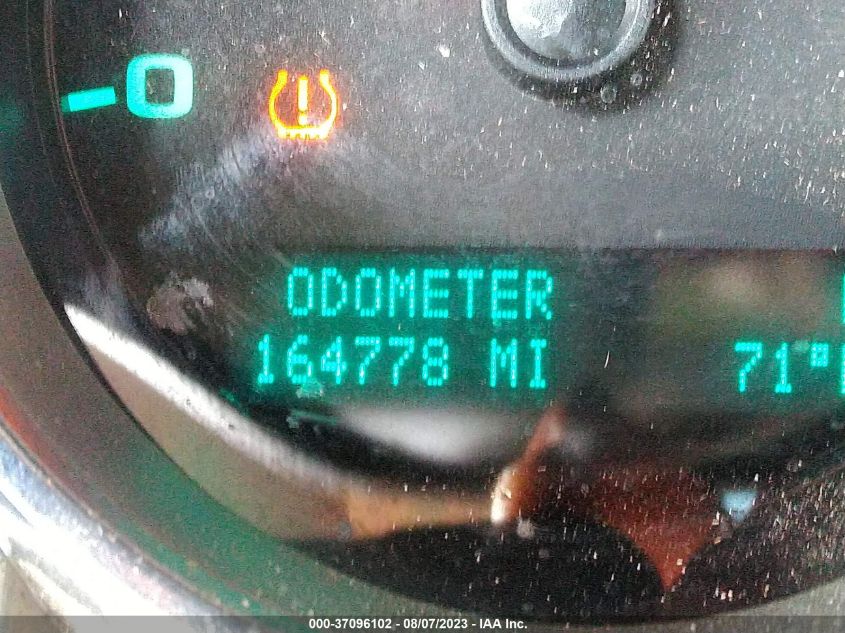 0
ODOMETER
164778 MI
71°
000-37096102 - 08/07/2023 - IAA Inc.